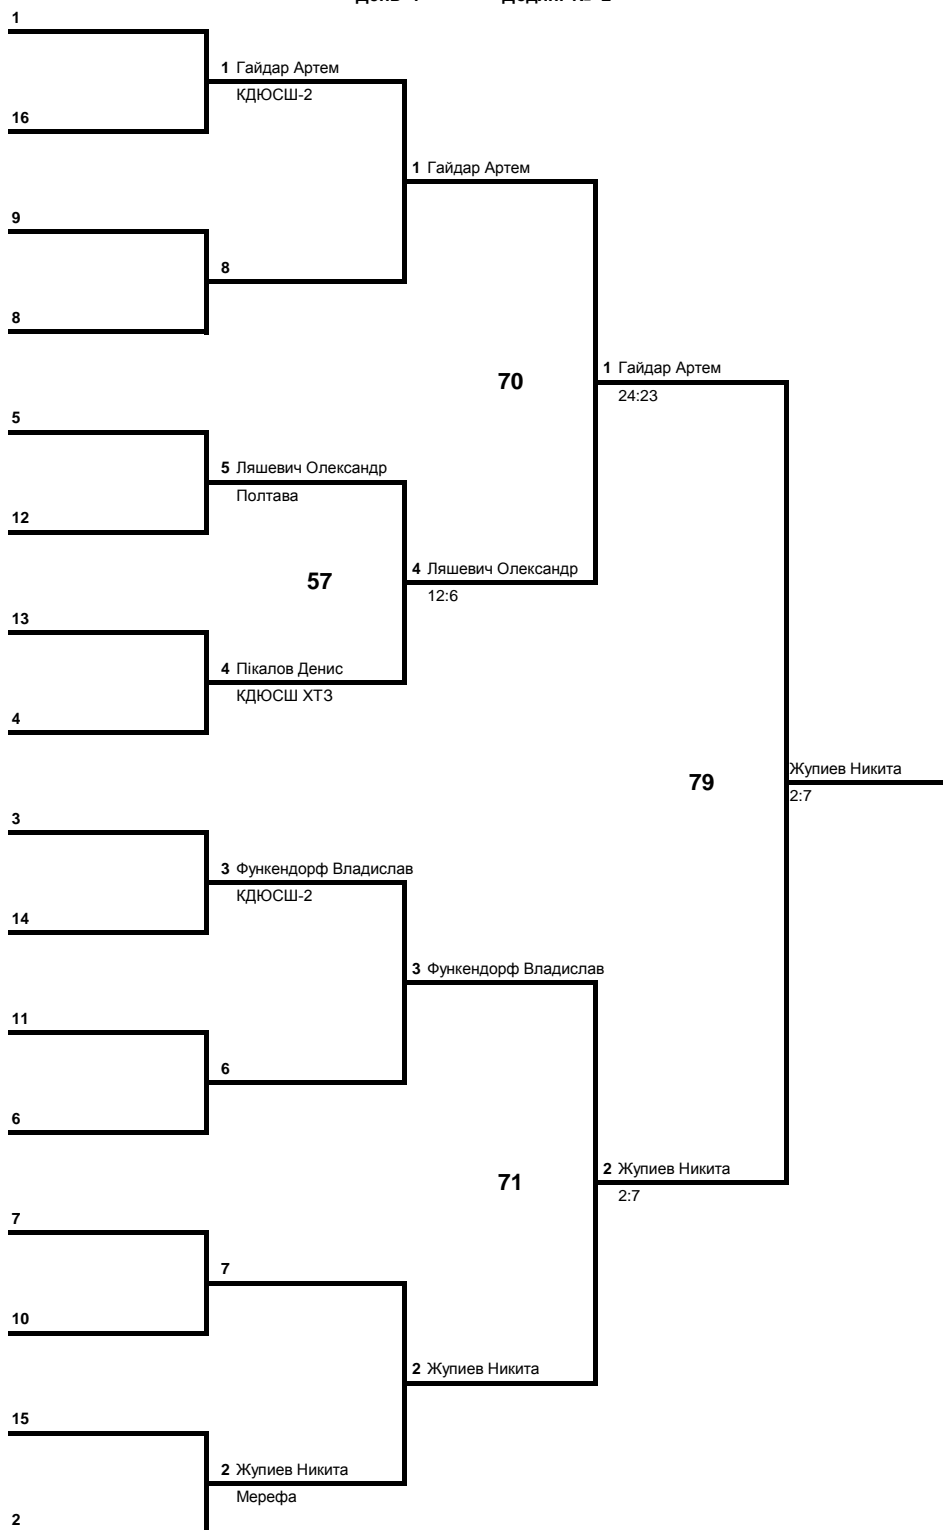 1
1 Гайдар Артем
КДЮСШ-2
16
1 Гайдар Артем
9
8
8
70
1 Гайдар Артем
24:23
5
5 Ляшевич Олександр
Полтава
12
57
4 Ляшевич Олександр
12:6
13
4 Пікалов Денис
КДЮСШ ХТЗ
4
79
Жупиев Никита
2:7
3
3 Функендорф Владислав
КДЮСШ-2
14
3 Функендорф Владислав
11
6
6
71
2 Жупиев Никита
2:7
7
7
10
2 Жупиев Никита
15
2 Жупиев Никита
Мерефа
2